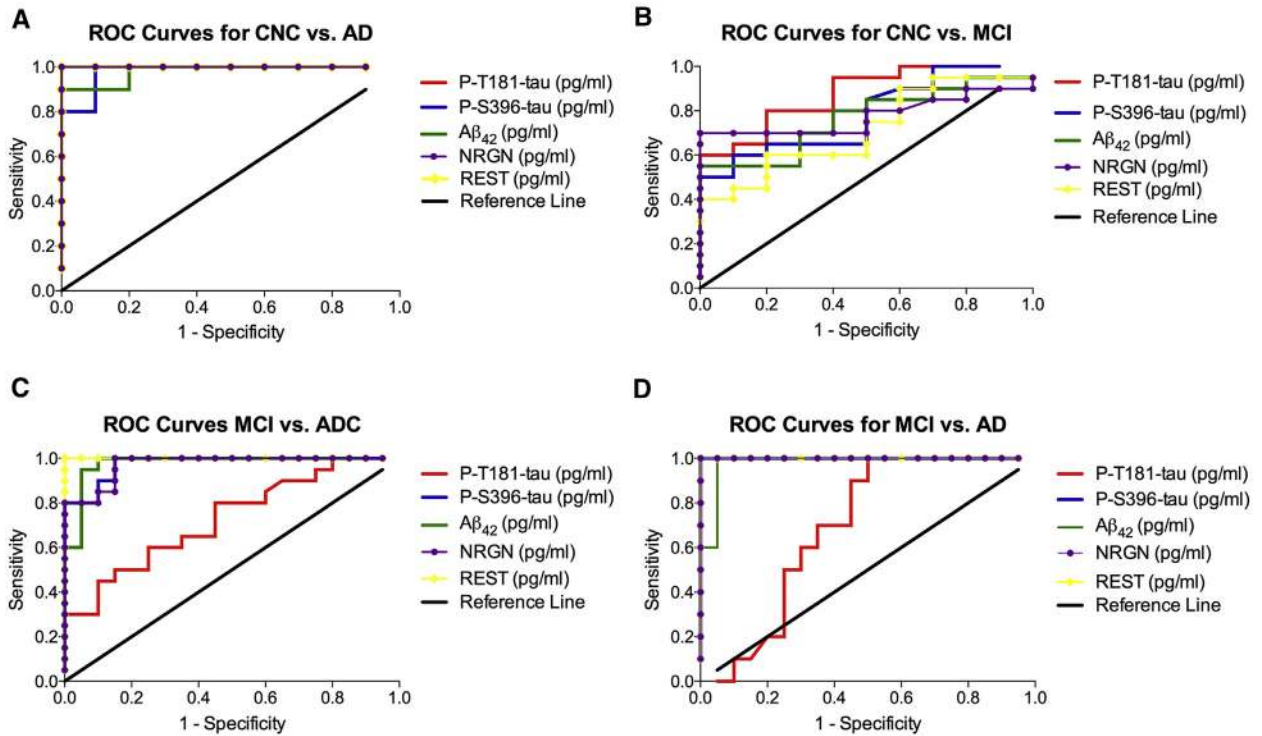 A
ROC Curves for CNC vs. AD
1.0
0.8
0.6
0.4
0.2
0.0
Sensitivity
0.0 0.2 0.4 0.6 0.8 1.0
1 - Specificity
P-T181-tau (pg/ml)
P-S396-tau (pg/ml)
Aβ42 (pg/ml)
NRGN (pg/ml)
REST (pg/ml)
Reference Line
B
ROC Curves for CNC vs. MCI
1.0
0.8
0.6
0.4
0.2
0.0
Sensitivity
0.0 0.2 0.4 0.6 0.8 1.0
1 - Specificity
P-T181-tau (pg/ml)
P-S396-tau (pg/ml)
Aβ42 (pg/ml)
NRGN (pg/ml)
REST (pg/ml)
Reference Line
C
ROC Curves MCI vs. ADC
1.0
0.8
0.6
0.4
0.2
0.0
Sensitivity
0.0 0.2 0.4 0.6 0.8 1.0
1 - Specificity
P-T181-tau (pg/ml)
P-S396-tau (pg/ml)
Aβ42 (pg/ml)
NRGN (pg/ml)
REST (pg/ml)
Reference Line
D
ROC Curves for MCI vs. AD
1.0
0.8
0.6
0.4
0.2
0.0
Sensitivity
0.0 0.2 0.4 0.6 0.8 1.0
1 - Specificity
P-T181-tau (pg/ml)
P-S396-tau (pg/ml)
Aβ42 (pg/ml)
NRGN (pg/ml)
REST (pg/ml)
Reference Line